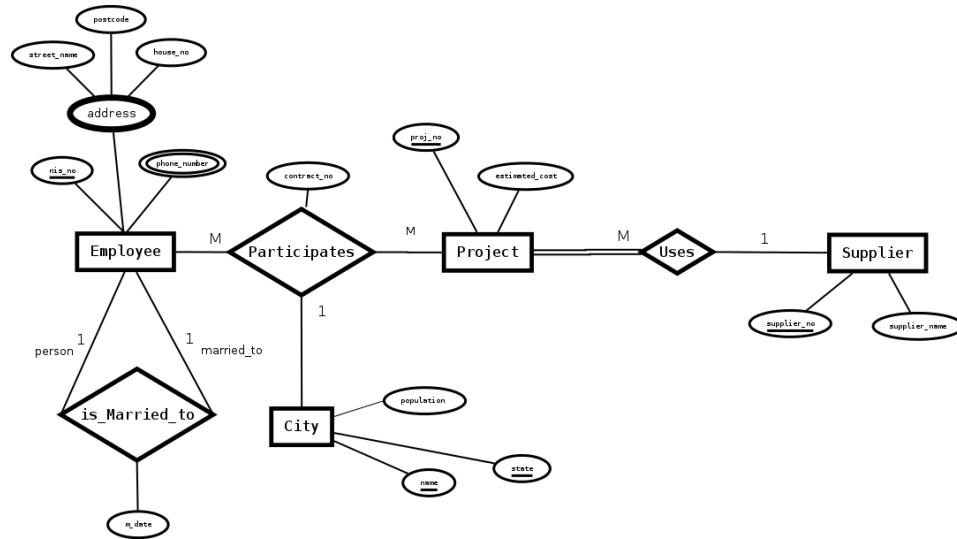 postcode
street_name
house_no
address
nis_no
phone_number
contract_no
proj_no
estimated_cost
Employee
M
Participates
M
Project
M
Uses
1
Supplier
supplier_no
supplier_name
1
person
1
married_to
1
is_Married_to
City
population
name
state
m_date